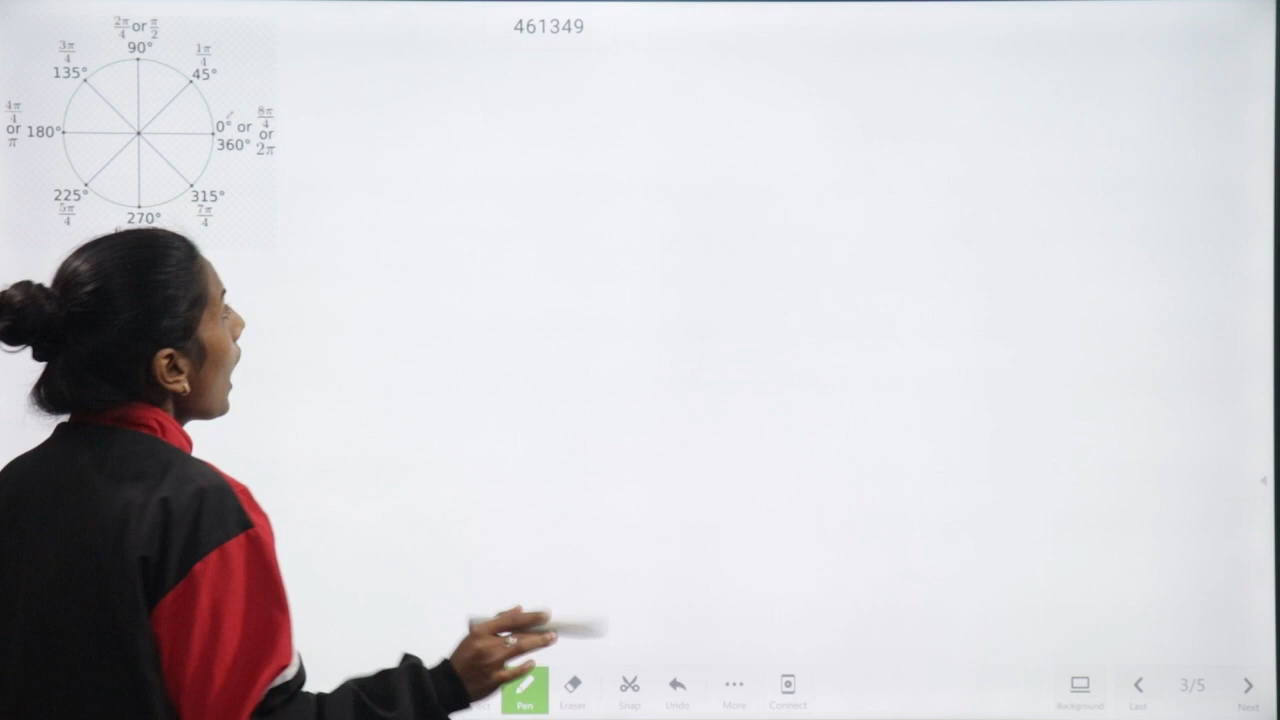 461349
2π/4 or π/2
90°
3π/4
135°
1π/4
45°
4π/4 or π 180°
0° or 360°
8π/4 or 2π
225°
5π/4
315°
7π/4
270°
Pen
Eraser
Snap
Undo
More
Connect
Background
Last
3/5
Next